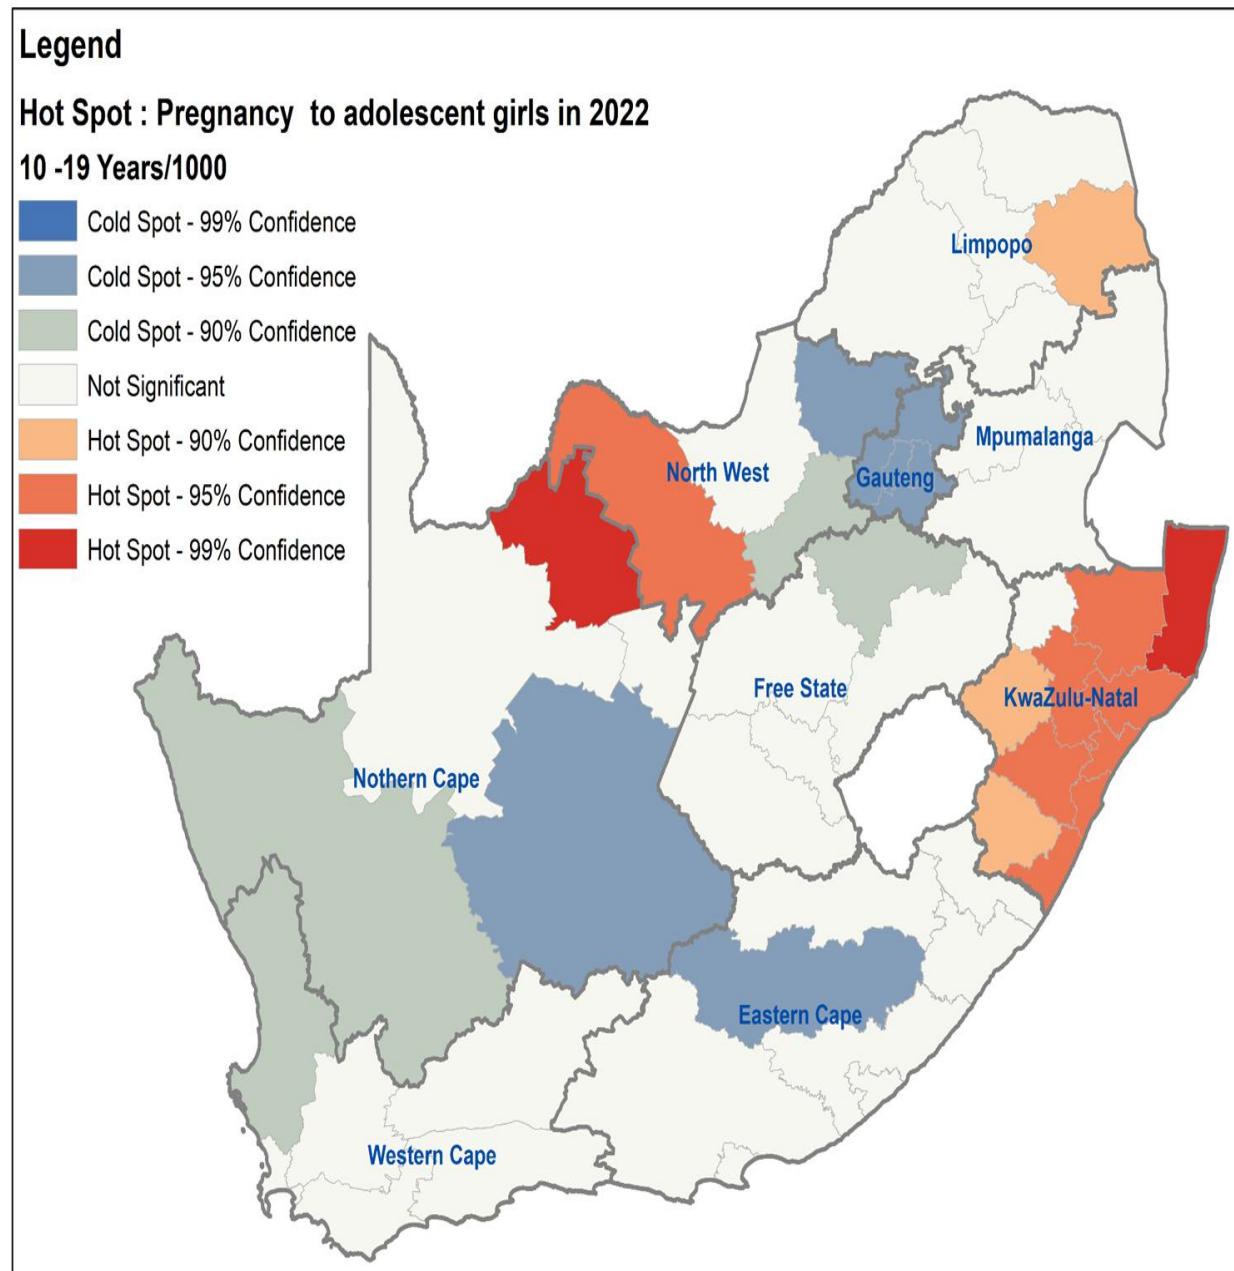 Legend
Hot Spot : Pregnancy to adolescent girls in 2022
10 -19 Years/1000
Cold Spot - 99% Confidence
Cold Spot - 95% Confidence
Cold Spot - 90% Confidence
Not Significant
Hot Spot - 90% Confidence
Hot Spot - 95% Confidence
Hot Spot - 99% Confidence
Limpopo
Mpumalanga
North West
Gauteng
Free State
KwaZulu-Natal
Nothern Cape
Eastern Cape
Western Cape